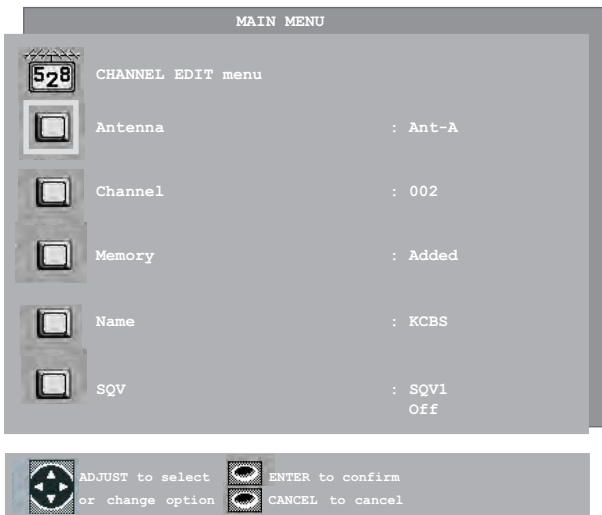 MAIN MENU
528
CHANNEL EDIT menu
Antenna : Ant-A
Channel : 002
Memory : Added
Name : KCBS
SQV : SQV1
Off
ADJUST to select ENTER to confirm
or change option CANCEL to cancel